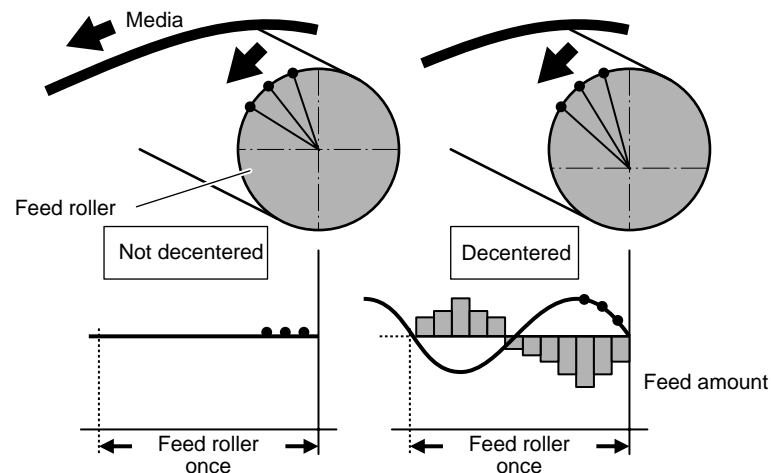 Media
Feed roller
Not decentered
Decentered
Feed amount
Feed roller
once
Feed roller
once